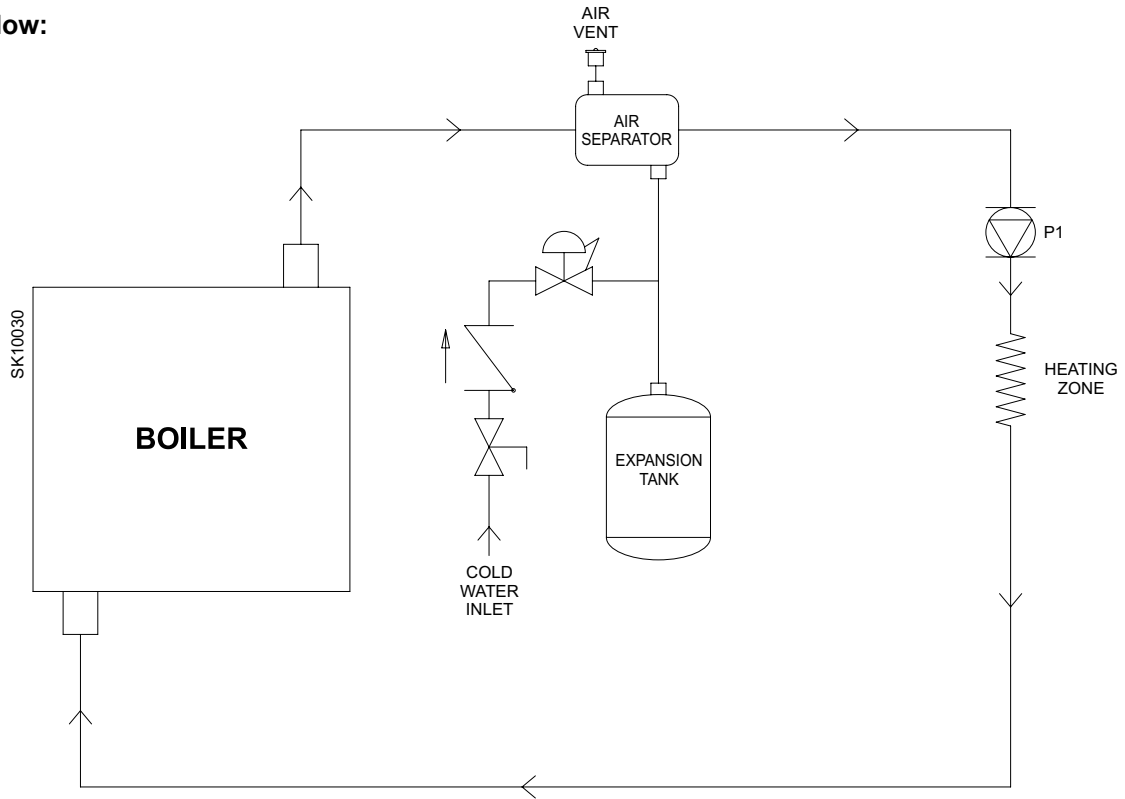 low:
AIR
VENT
AIR
SEPARATOR
P1
SK10030
BOILER
HEATING
ZONE
EXPANSION
TANK
COLD
WATER
INLET